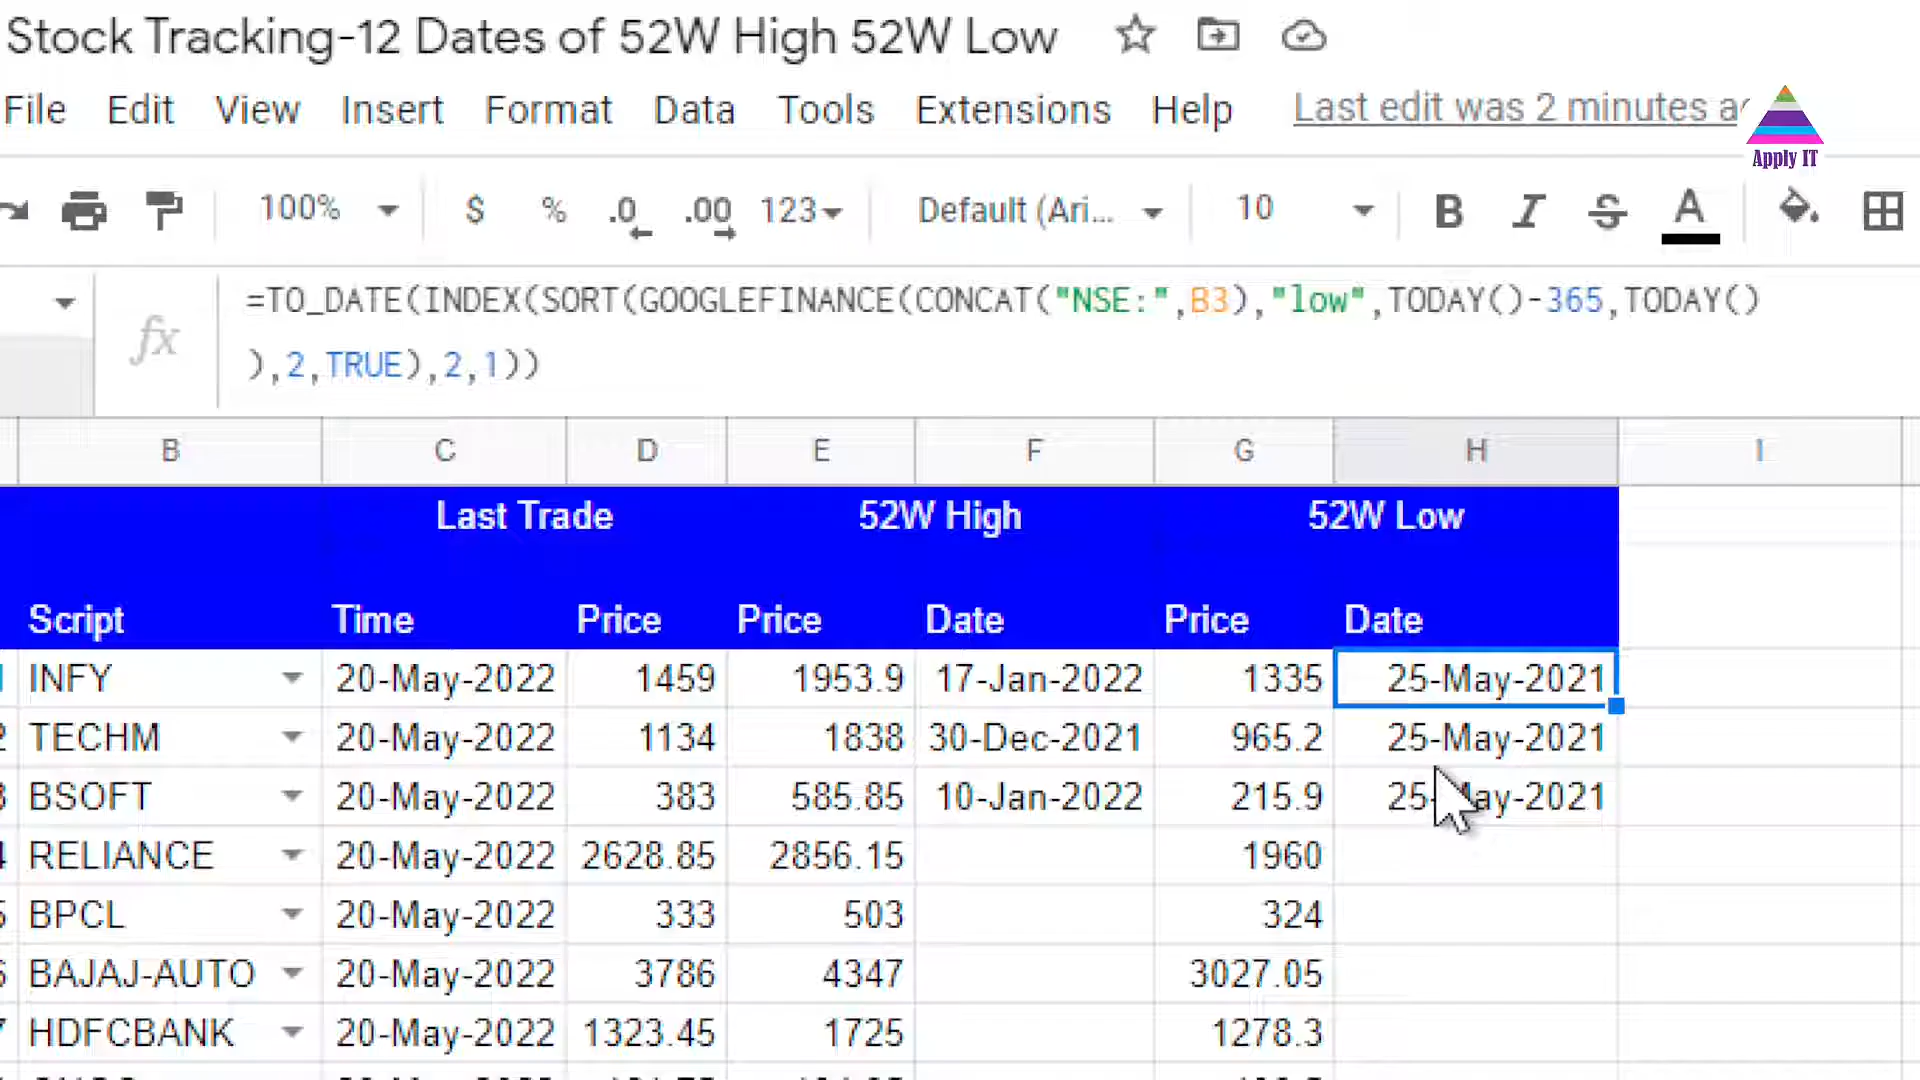 Stock Tracking-12 Dates of 52W High 52W Low
File Edit View Insert Format Data Tools Extensions Help Last edit was 2 minutes
Apply IT
100% $ % .0 .00 123 Default (Ari... 10 B I S A
fx =TO_DATE(INDEX(SORT(GOOGLEFINANCE(CONCAT("NSE:",B3),"low",TODAY()-365,TODAY()
),2,TRUE),2,1))
B C D E F G H I
Last Trade 52W High 52W Low
Script Time Price Price Date Price Date
INFY 20-May-2022 1459 1953.9 17-Jan-2022 1335 25-May-2021
TECHM 20-May-2022 1134 1838 30-Dec-2021 965.2 25-May-2021
BSOFT 20-May-2022 383 585.85 10-Jan-2022 215.9 25-May-2021
RELIANCE 20-May-2022 2628.85 2856.15 1960
BPCL 20-May-2022 333 503 324
BAJAJ-AUTO 20-May-2022 3786 4347 3027.05
HDFCBANK 20-May-2022 1323.45 1725 1278.3